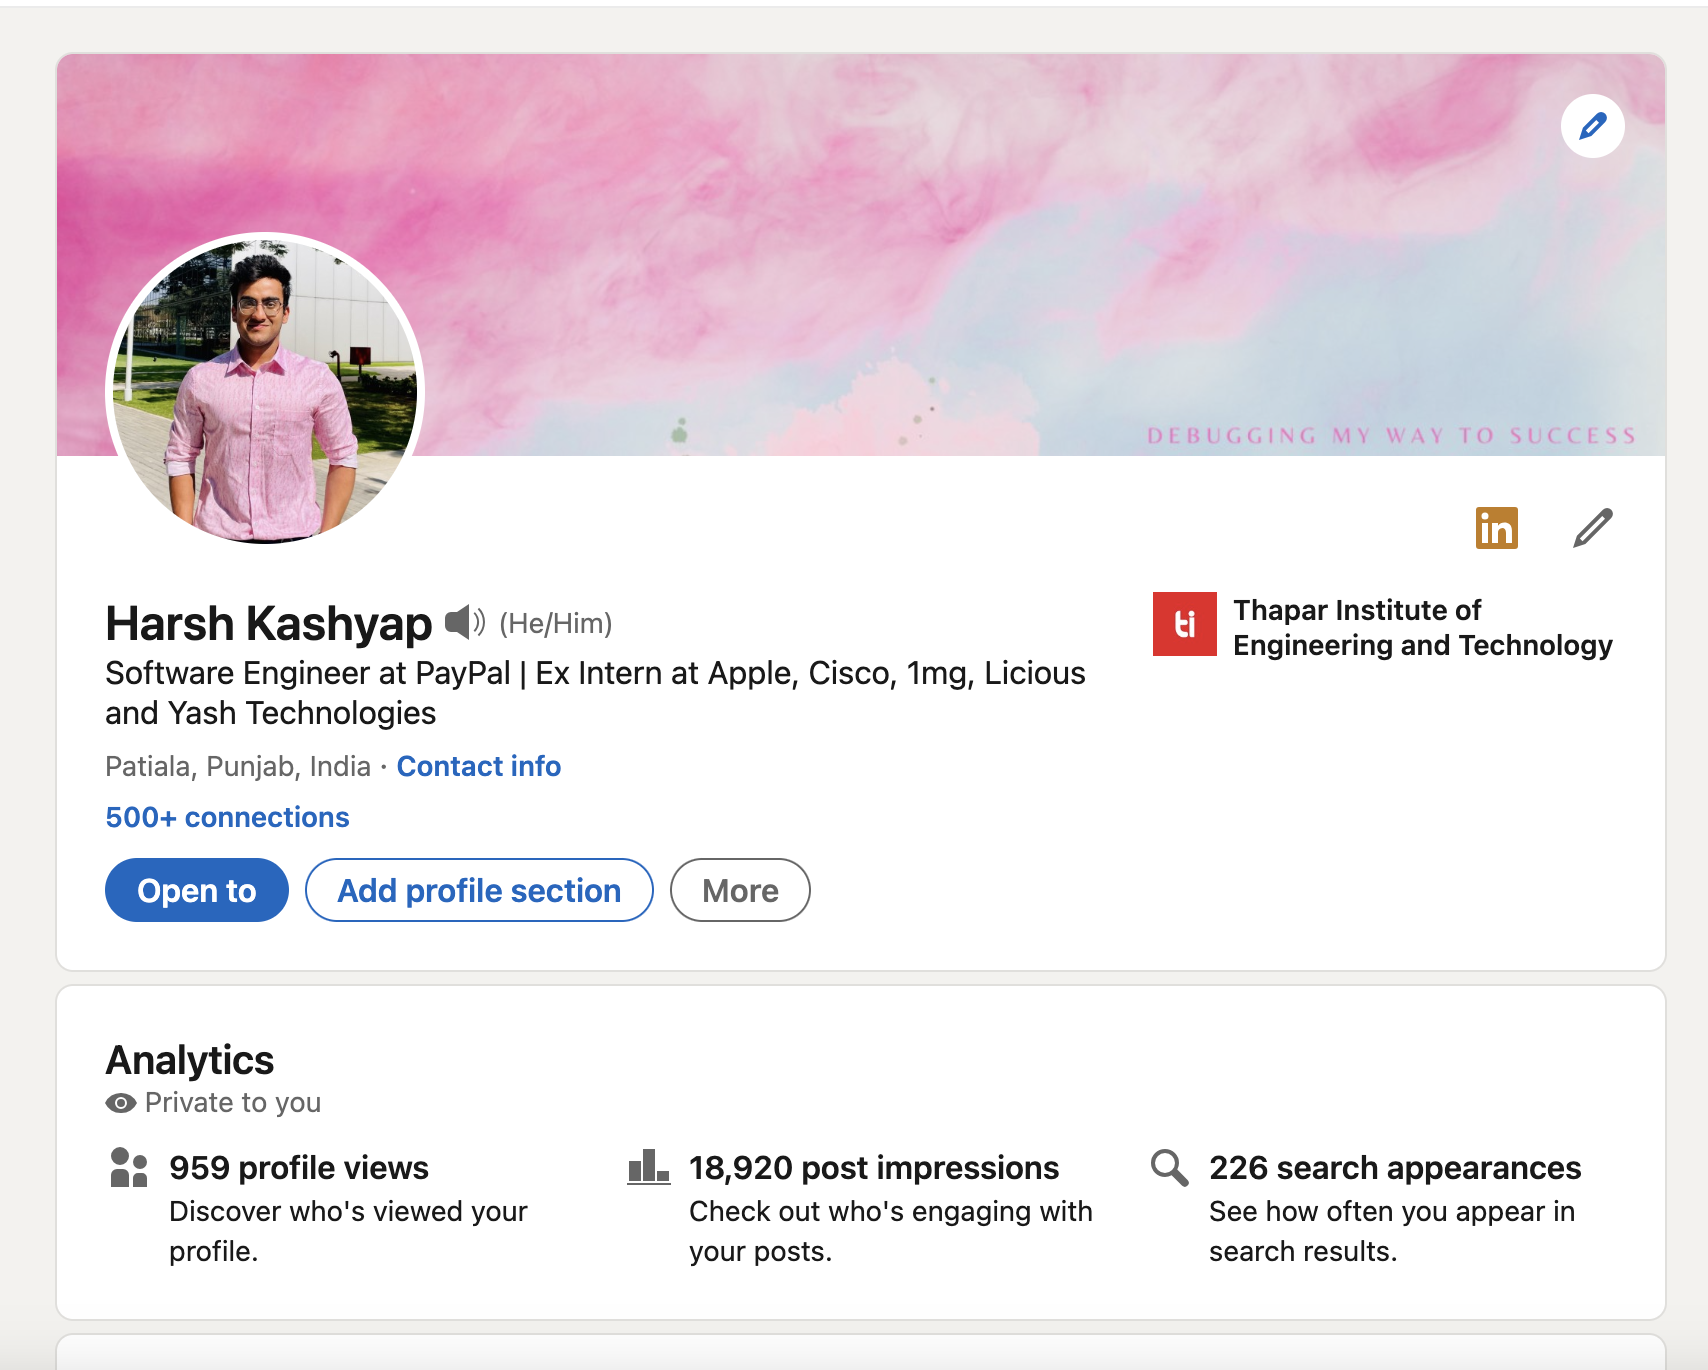 DEBUGGING MY WAY TO SUCCESS
in
Harsh Kashyap (He/Him)
Software Engineer at PayPal | Ex Intern at Apple, Cisco, 1mg, Licious
and Yash Technologies
Patiala, Punjab, India · Contact info
500+ connections
Open to
Add profile section
More
ti
Thapar Institute of
Engineering and Technology
Analytics
Private to you
959 profile views
Discover who's viewed your
profile.
18,920 post impressions
Check out who's engaging with
your posts.
226 search appearances
See how often you appear in
search results.